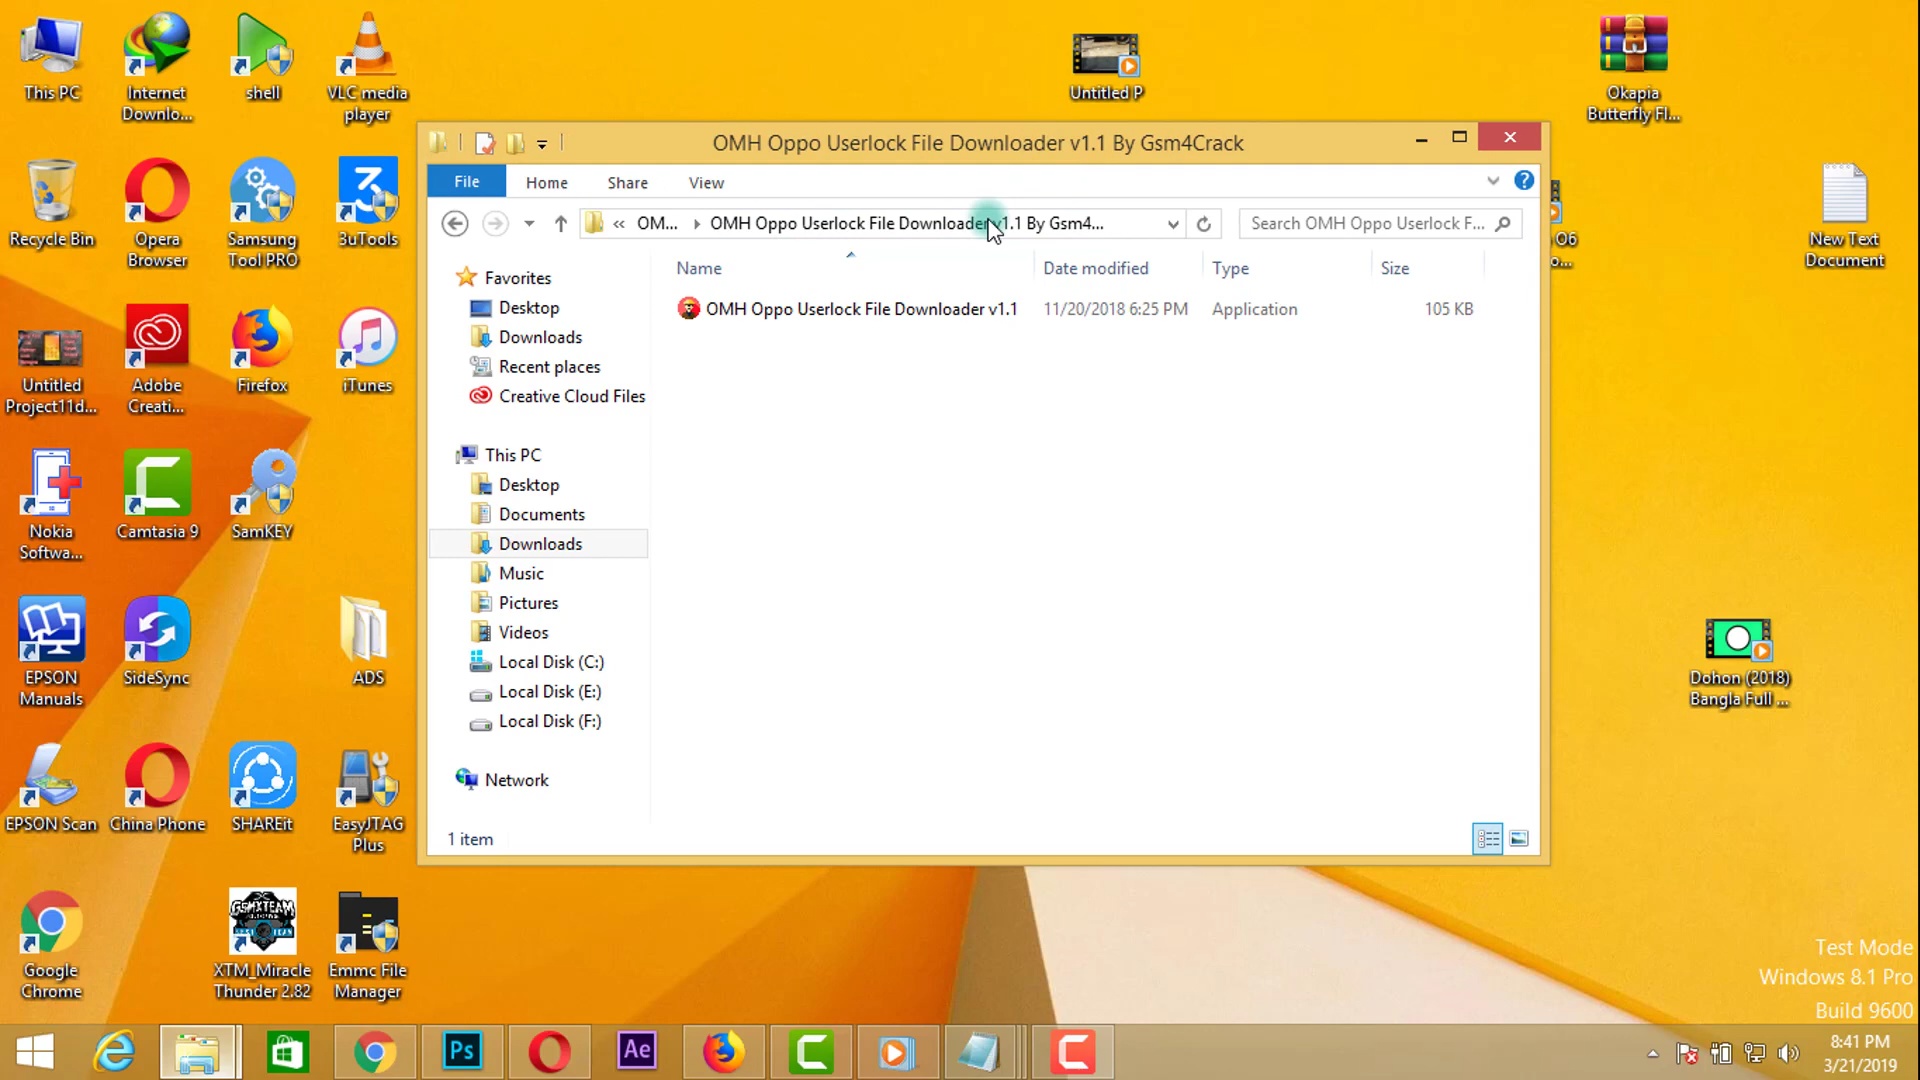 This PC
Internet
Downlo...
shell
VLC media
player
Untitled P
Okapia
Butterfly Fl...
OMH Oppo Userlock File Downloader v1.1 By Gsm4Crack
File
Home
Share
View
« OM...
OMH Oppo Userlock File Downloader v1.1 By Gsm4...
Search OMH Oppo Userlock F...
Recycle Bin
Opera
Browser
Samsung
Tool PRO
3uTools
O6
o...
New Text
Document
Name
Date modified
Type
Size
OMH Oppo Userlock File Downloader v1.1
11/20/2018 6:25 PM
Application
105 KB
Favorites
Desktop
Downloads
Recent places
Creative Cloud Files
This PC
Desktop
Documents
Downloads
Music
Pictures
Videos
Local Disk (C:)
Local Disk (E:)
Local Disk (F:)
Network
1 item
Untitled
Project11d...
Adobe
Creati...
Firefox
iTunes
Nokia
Softwa...
Camtasia 9
SamKEY
EPSON
Manuals
SideSync
ADS
Dohon (2018)
Bangla Full ...
EPSON Scan
China Phone
SHAREit
EasyJTAG
Plus
Google
Chrome
GSMXTEAM
XTM_Miracle
Thunder 2.82
Emmc File
Manager
Test Mode
Windows 8.1 Pro
Build 9600
Ps
Ae
8:41 PM
3/21/2019